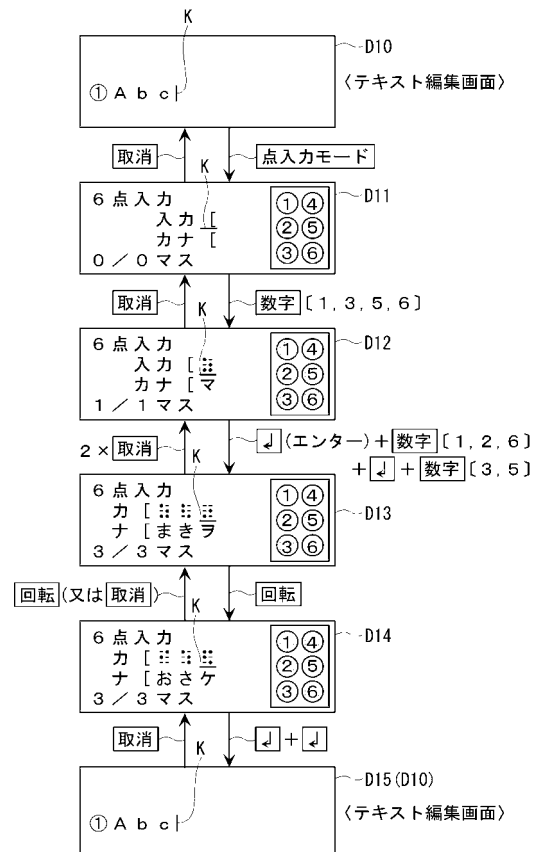 K
D10
〈テキスト編集画面〉
①Ａｂｃ
取消
点入力モード
K
D11
６点入力
入力［
カナ［
０／０マス
①④
②⑤
③⑥
取消
K
数字〔１，３，５，６〕
D12
６点入力
入力［
カナ［マ
１／１マス
①④
②⑤
③⑥
２×取消
K
↲(エンター)＋数字〔１，２，６〕
＋↲＋数字〔３，５〕
D13
６点入力
カ［
ナ［まきヲ
３／３マス
①④
②⑤
③⑥
回転(又は取消)
K
回転
D14
６点入力
カ［
ナ［おさケ
３／３マス
①④
②⑤
③⑥
取消
K
↲＋↲
D15(D10)
〈テキスト編集画面〉
①Ａｂｃ